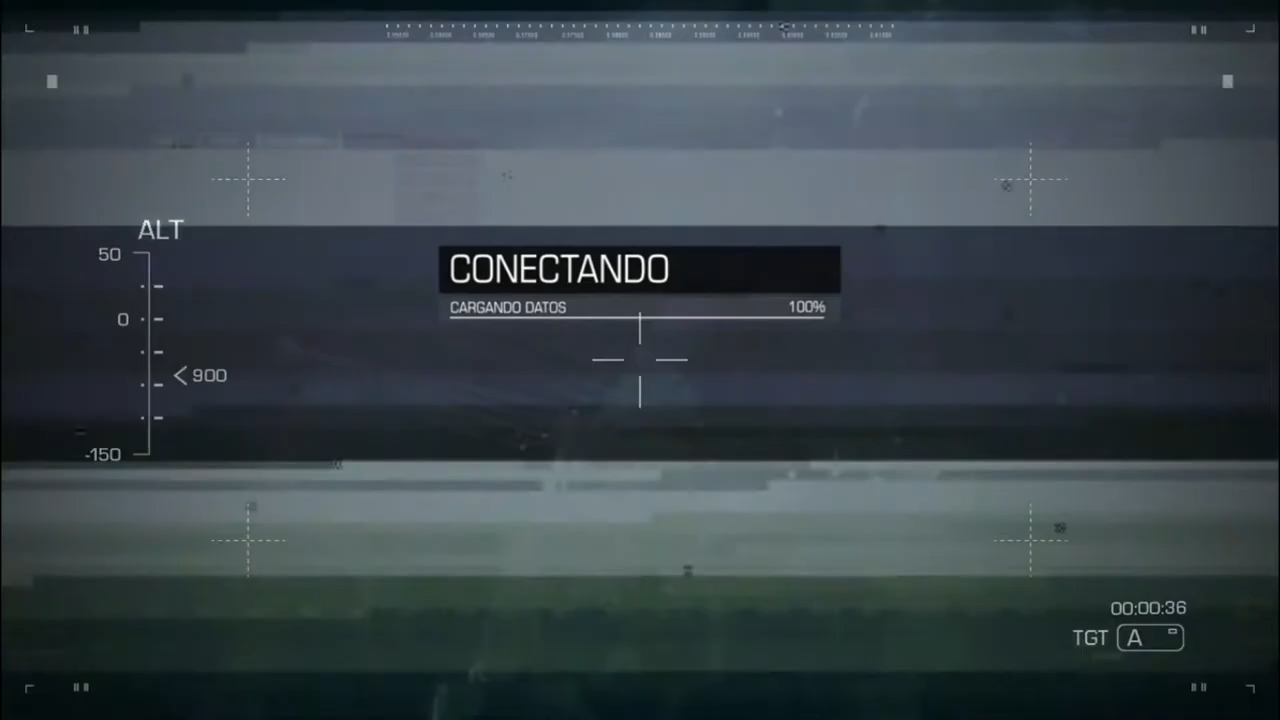 ALT
50
0
900
-150
CONECTANDO
CARGANDO DATOS 100%
00:00:36
TGT A